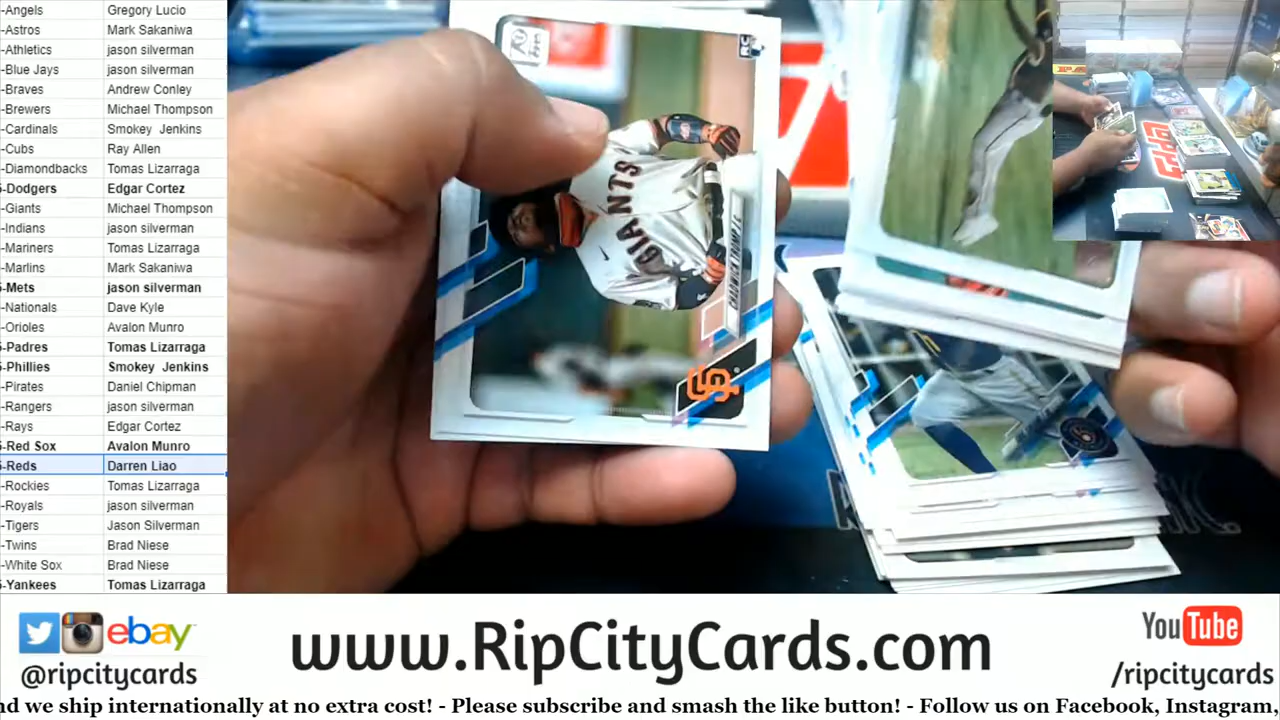 -Angels Gregory Lucio
-Astros Mark Sakaniwa
-Athletics jason silverman
-Blue Jays jason silverman
-Braves Andrew Conley
-Brewers Michael Thompson
-Cardinals Smokey Jenkins
-Cubs Ray Allen
-Diamondbacks Tomas Lizarraga
-Dodgers Edgar Cortez
-Giants Michael Thompson
-Indians jason silverman
-Mariners Tomas Lizarraga
-Marlins Mark Sakaniwa
-Mets jason silverman
-Nationals Dave Kyle
-Orioles Avalon Munro
-Padres Tomas Lizarraga
-Phillies Smokey Jenkins
-Pirates Daniel Chipman
-Rangers jason silverman
-Rays Edgar Cortez
-Red Sox Avalon Munro
-Reds Darren Liao
-Rockies Tomas Lizarraga
-Royals jason silverman
-Tigers Jason Silverman
-Twins Brad Niese
-White Sox Brad Niese
-Yankees Tomas Lizarraga
RC
GIANTS
SF
TOPPS
ebay
@ripcitycards
www.RipCityCards.com
YouTube
/ripcitycards
nd we ship internationally at no extra cost! - Please subscribe and smash the like button! - Follow us on Facebook, Instagram,